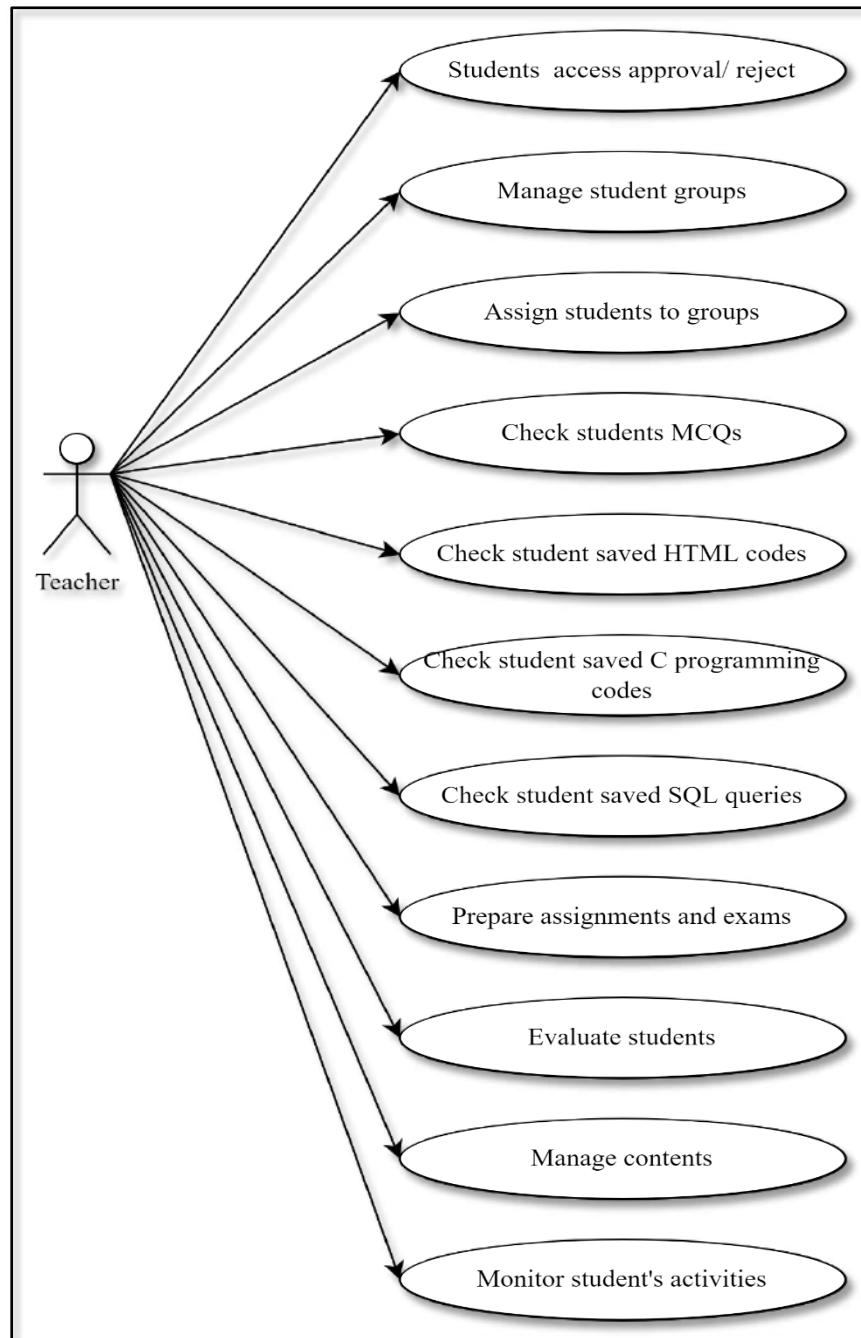 Students access approval/ reject
Manage student groups
Assign students to groups
Check students MCQs
Check student saved HTML codes
Teacher
Check student saved C programming
codes
Check student saved SQL queries
Prepare assignments and exams
Evaluate students
Manage contents
Monitor student's activities